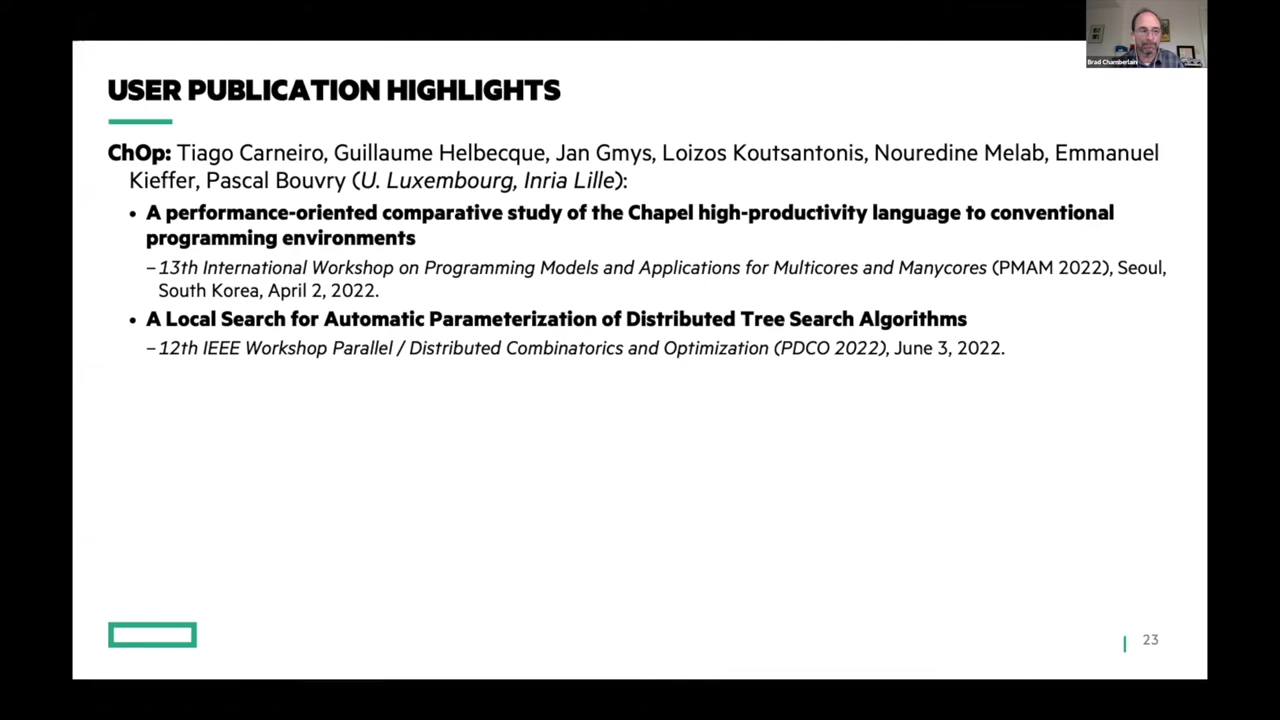 Brad Chamberlain
USER PUBLICATION HIGHLIGHTS
ChOp: Tiago Carneiro, Guillaume Helbecque, Jan Gmys, Loizos Koutsantonis, Nouredine Melab, Emmanuel
Kieffer, Pascal Bouvry (U. Luxembourg, Inria Lille):
• A performance-oriented comparative study of the Chapel high-productivity language to conventional
programming environments
– 13th International Workshop on Programming Models and Applications for Multicores and Manycores (PMAM 2022), Seoul,
South Korea, April 2, 2022.
• A Local Search for Automatic Parameterization of Distributed Tree Search Algorithms
– 12th IEEE Workshop Parallel / Distributed Combinatorics and Optimization (PDCO 2022), June 3, 2022.
23